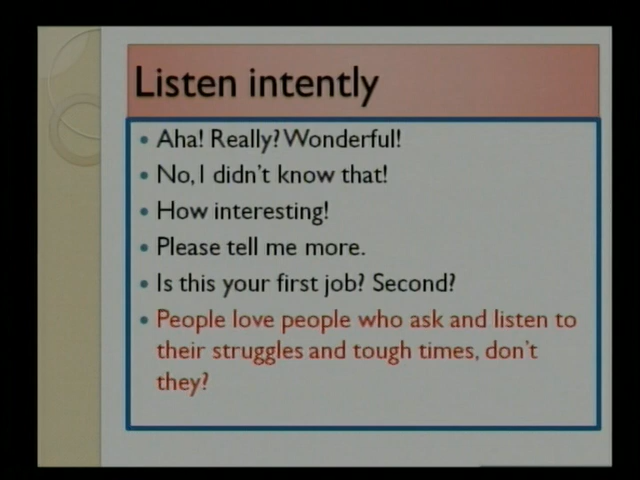 Listen intently
Aha! Really? Wonderful!
No, I didn't know that!
How interesting!
Please tell me more.
Is this your first job? Second?
People love people who ask and listen to
their struggles and tough times, don't
they?